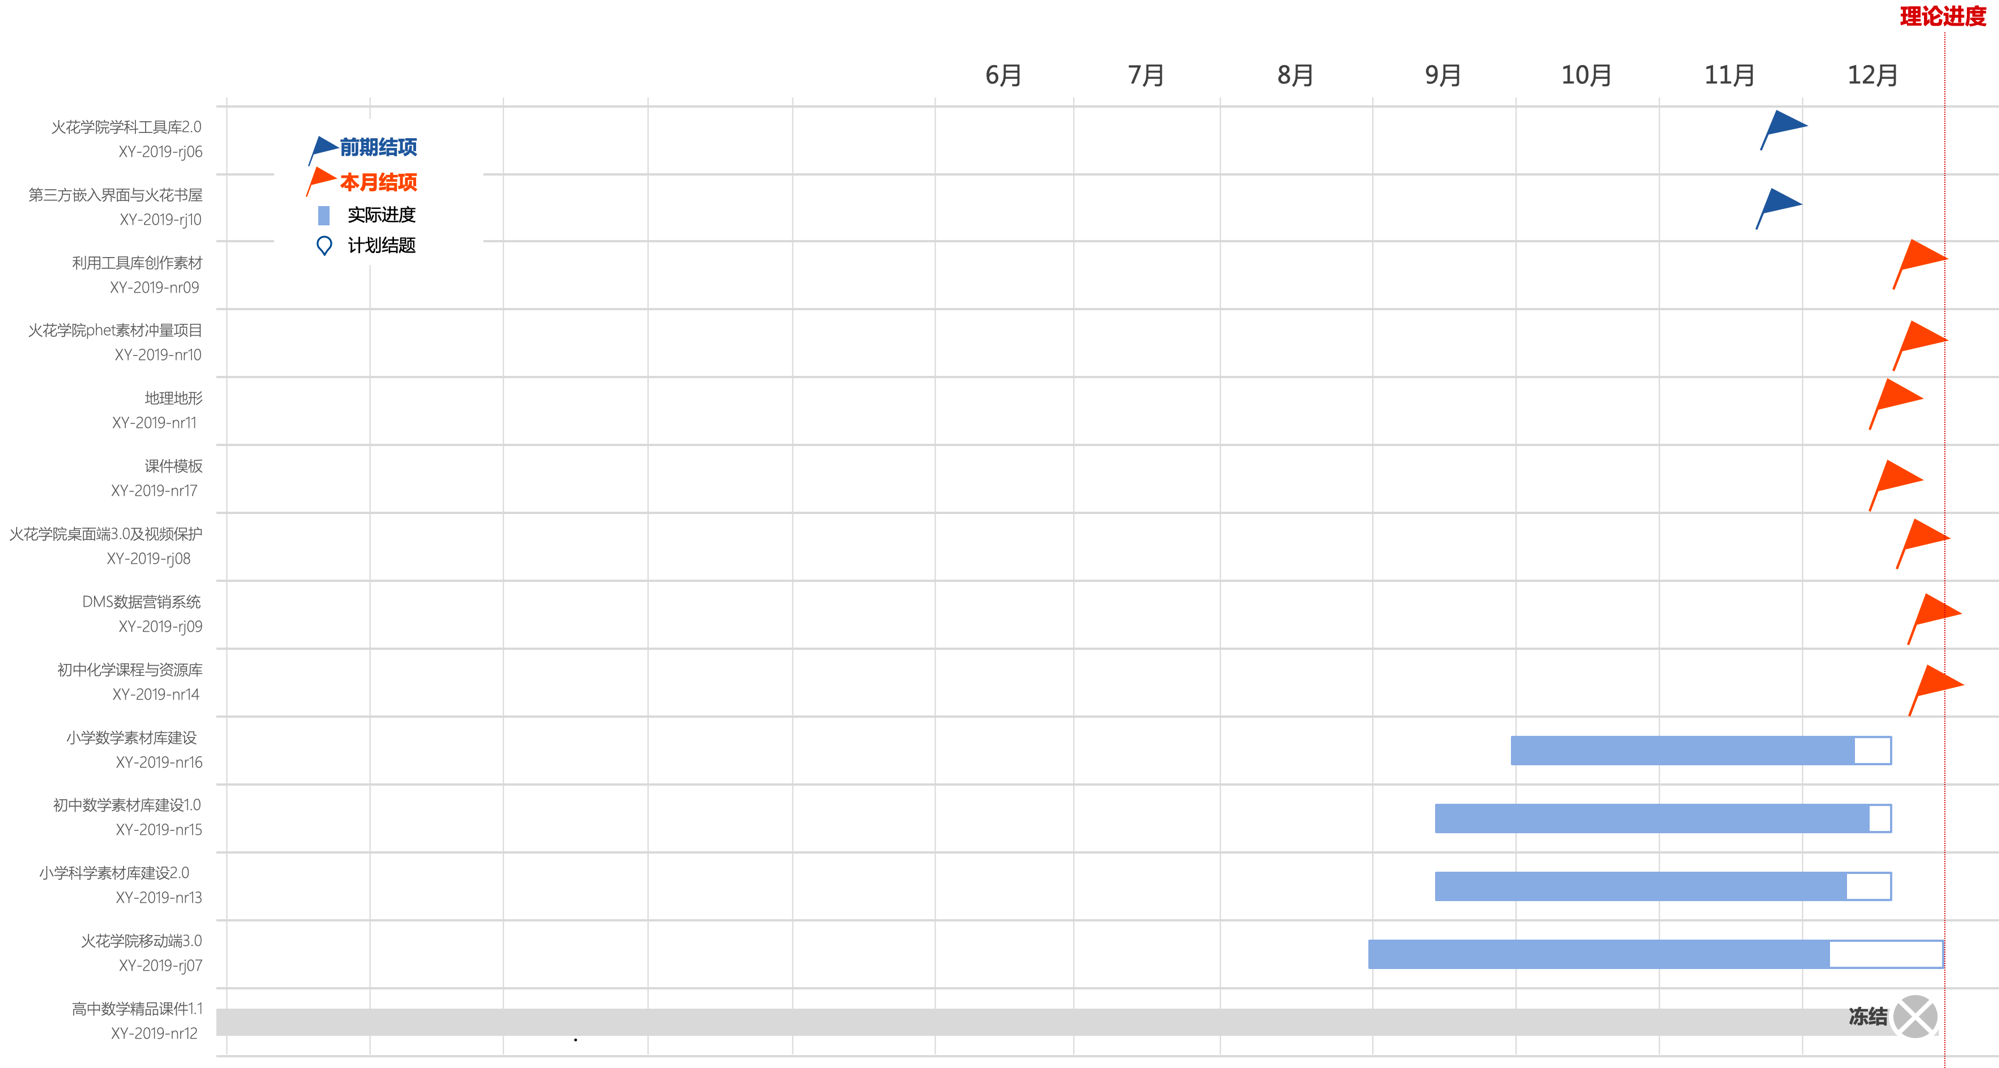 理论进度
6月 7月 8月 9月 10月 11月 12月
火花学院学科工具库2.0
XY-2019-rj06
前期结项
本月结项
实际进度
计划结题
第三方嵌入界面与火花书屋
XY-2019-rj10
利用工具库创作素材
XY-2019-nr09
火花学院phet素材冲量项目
XY-2019-nr10
地理地形
XY-2019-nr11
课件模板
XY-2019-nr17
火花学院桌面端3.0及视频保护
XY-2019-rj08
DMS数据营销系统
XY-2019-rj09
初中化学课程与资源库
XY-2019-nr14
小学数学素材库建设
XY-2019-nr16
初中数学素材库建设1.0
XY-2019-nr15
小学科学素材库建设2.0
XY-2019-nr13
火花学院移动端3.0
XY-2019-rj07
高中数学精品课件1.1
XY-2019-nr12
冻结